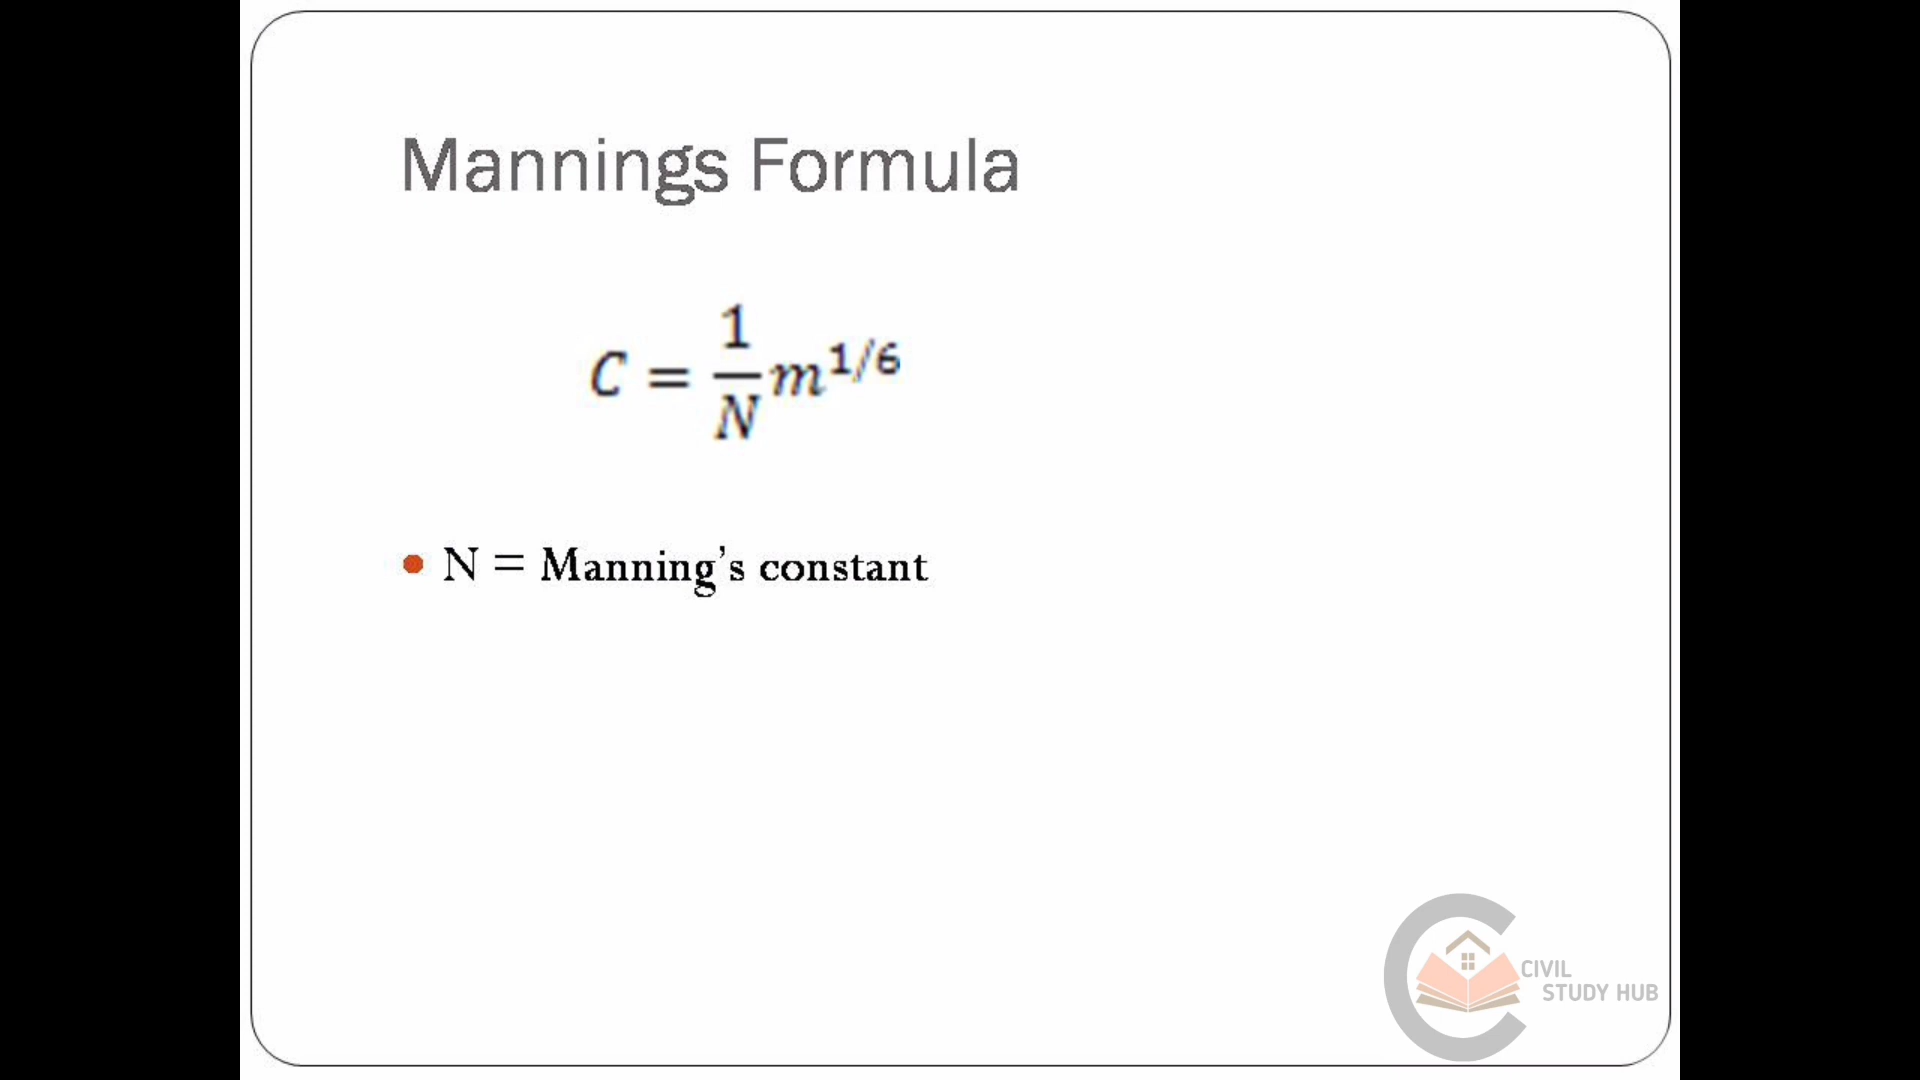 Mannings Formula
C = 1/N m^1/6
• N = Manning's constant
CIVIL
STUDY HUB